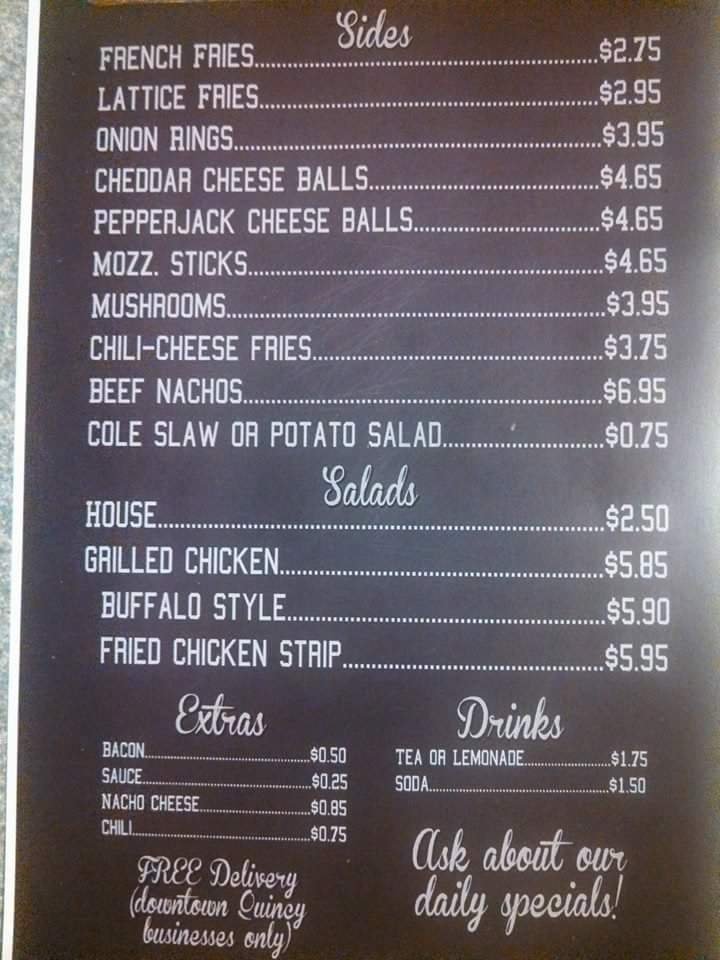 Sides
FRENCH FRIES $2.75
LATTICE FRIES $2.95
ONION RINGS $3.95
CHEDDAR CHEESE BALLS $4.65
PEPPERJACK CHEESE BALLS $4.65
MOZZ. STICKS $4.65
MUSHROOMS $3.95
CHILI-CHEESE FRIES $3.75
BEEF NACHOS $6.95
COLE SLAW OR POTATO SALAD $0.75
Salads
HOUSE $2.50
GRILLED CHICKEN $5.85
BUFFALO STYLE $5.90
FRIED CHICKEN STRIP $5.95
Extras
BACON $0.50
SAUCE $0.25
NACHO CHEESE $0.85
CHILI $0.75
FREE Delivery
(downtown Quincy
businesses only)
Drinks
TEA OR LEMONADE $1.75
SODA $1.50
Ask about our
daily specials!